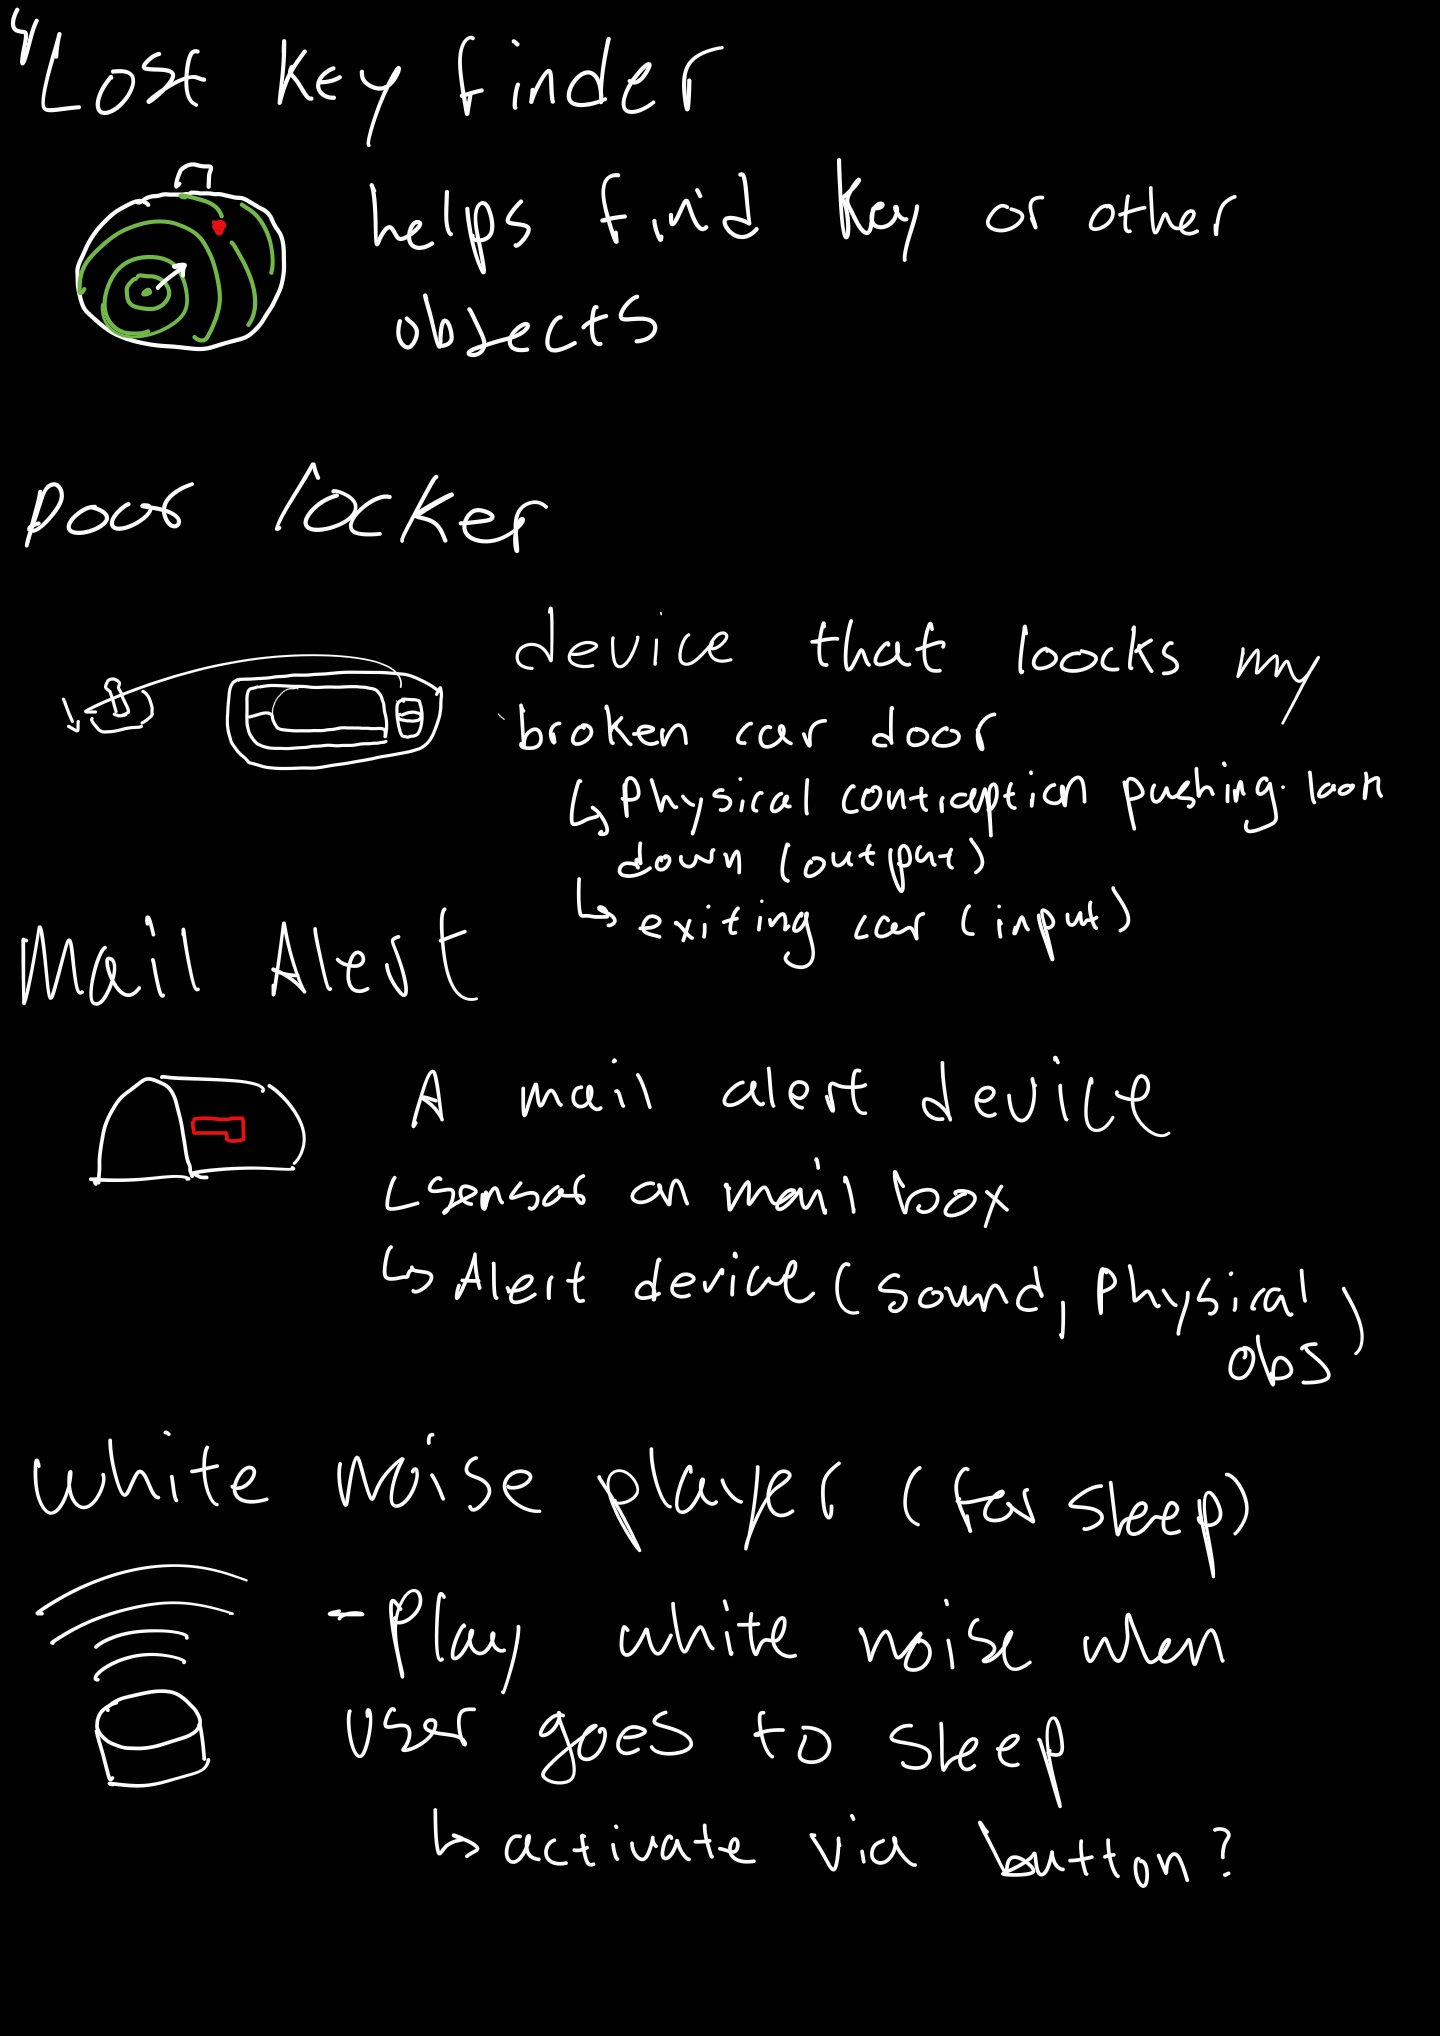 4
Lost Key finder
helps find key or other
objects
Door locker
device that loocks my
broken car door
↳ Physical contraption pushing look
down (output)
↳ exiting car (input)
Mail Alert
A mail alert device
↳ sensor on mail box
↳ Alert device (sound, Physical
obj)
white noise player (for sleep)
- Play white noise when
user goes to sleep
↳ activate via button?